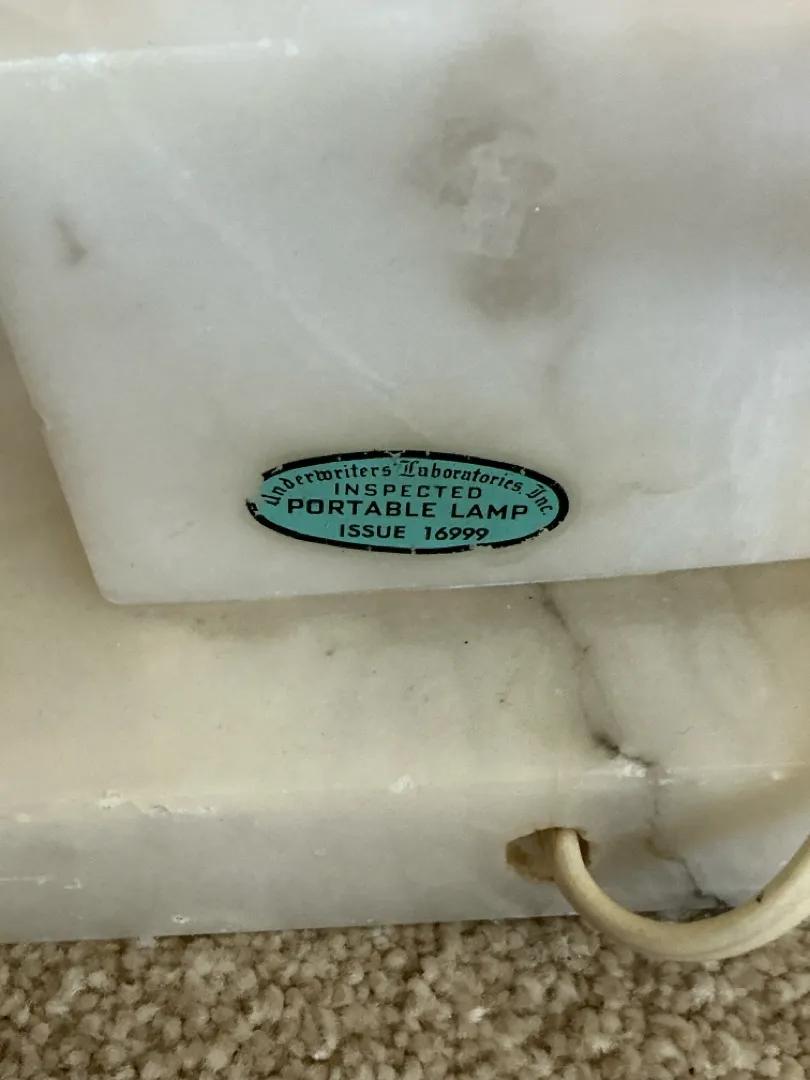 Underwriters' Laboratories, Inc.
INSPECTED
PORTABLE LAMP
ISSUE 16999